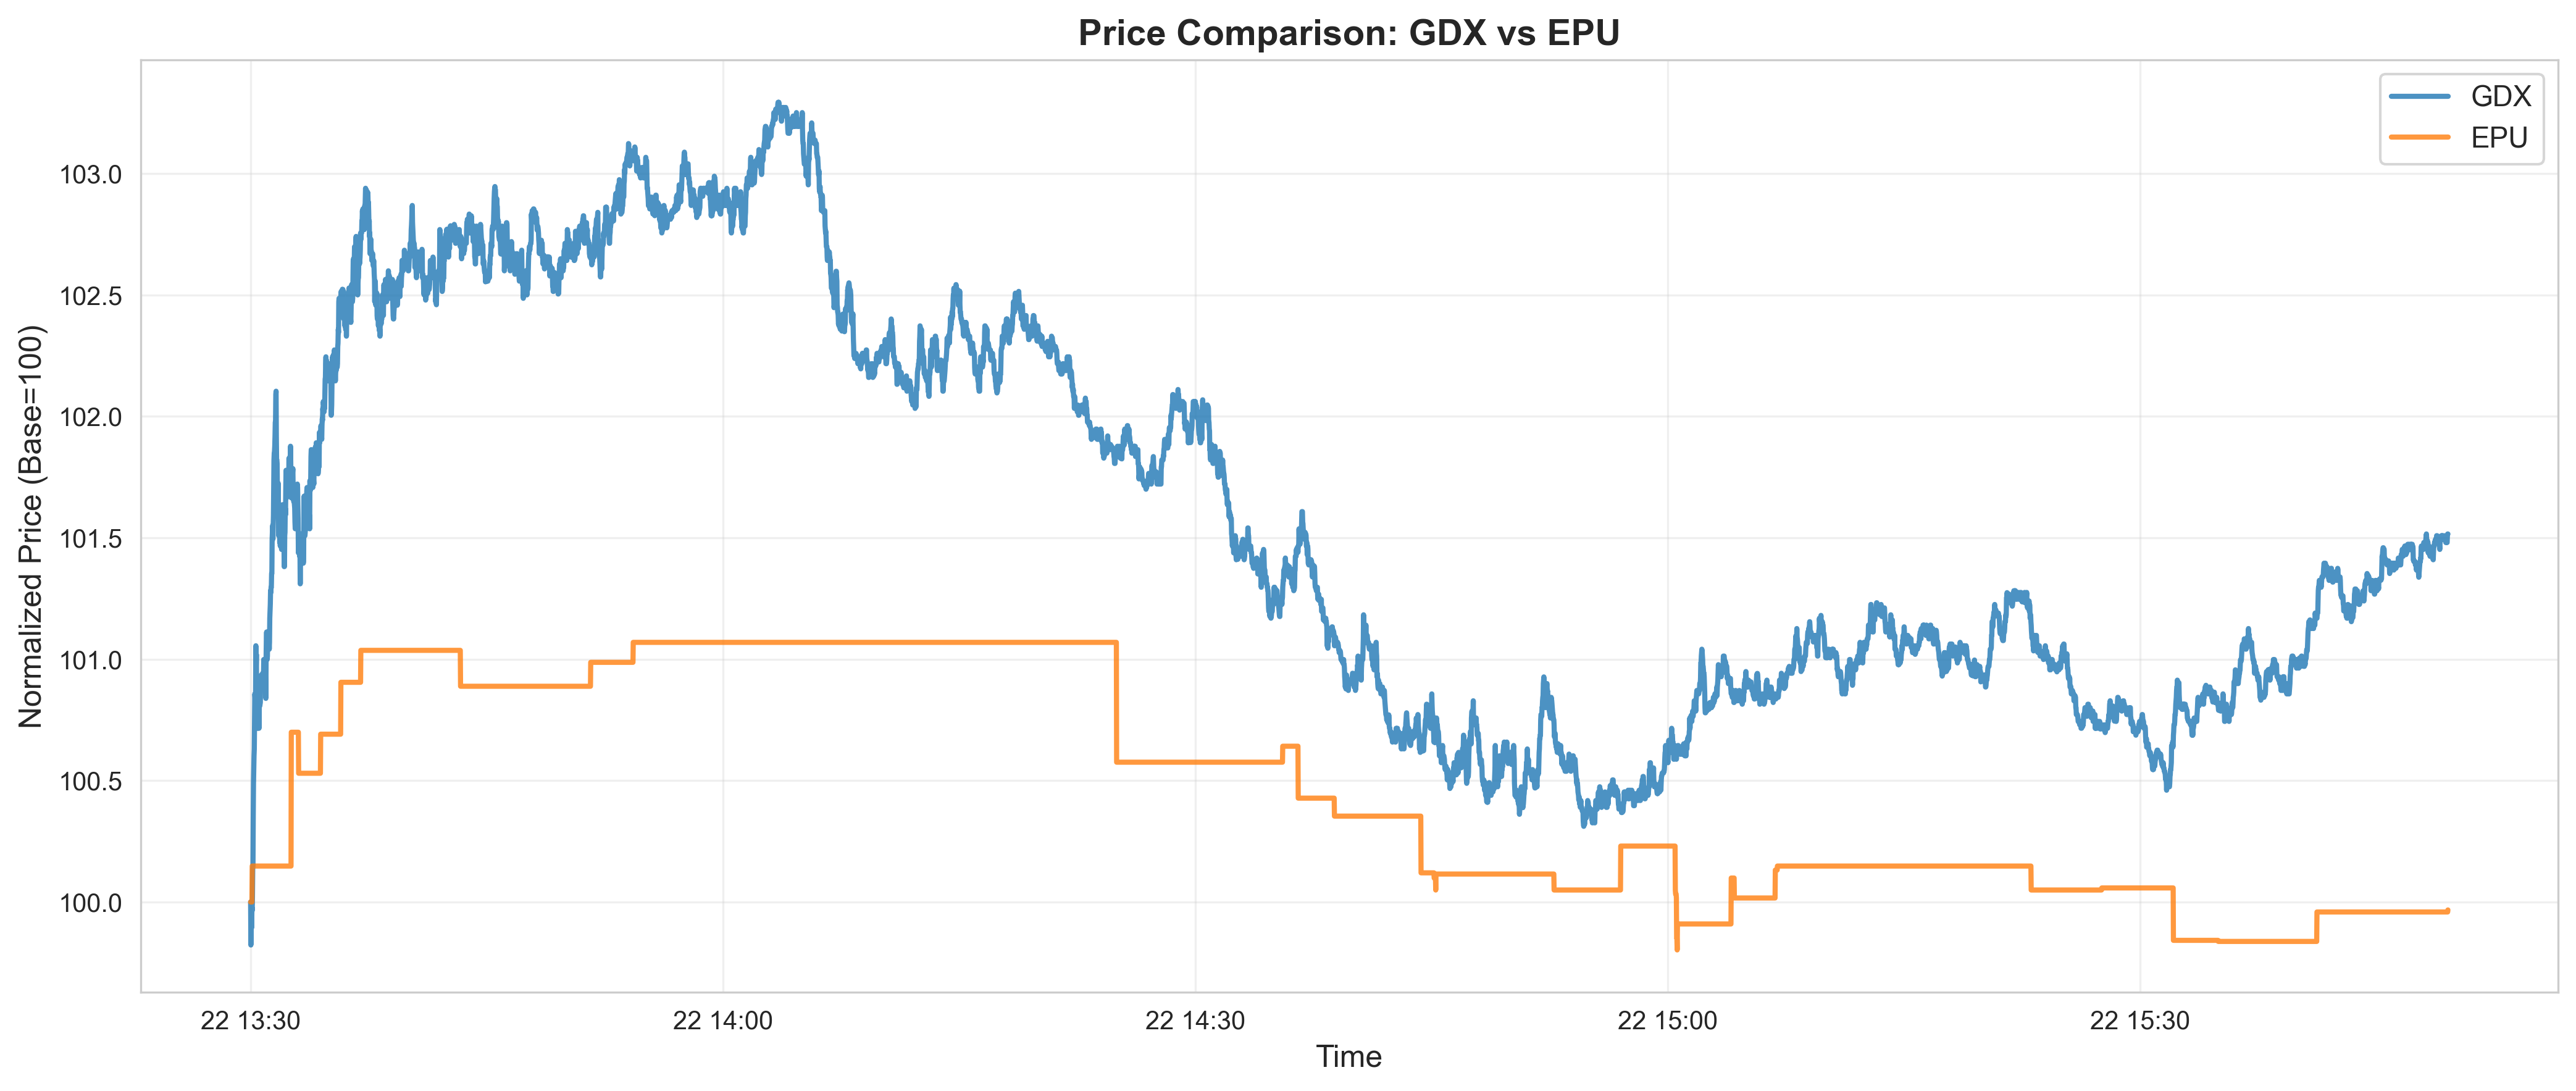 Price Comparison: GDX vs EPU
GDX
EPU
Normalized Price (Base=100)
103.0
102.5
102.0
101.5
101.0
100.5
100.0
22 13:30
22 14:00
22 14:30
22 15:00
22 15:30
Time